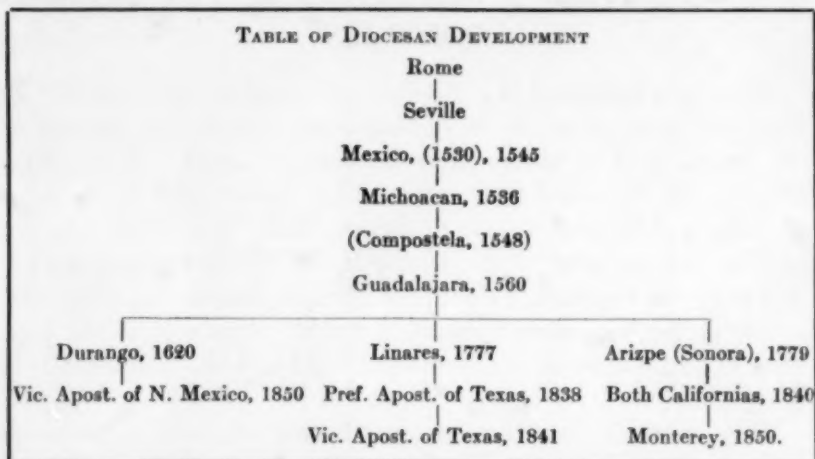 TABLE OF DIOCESAN DEVELOPMENT
Rome
Seville
Mexico, (1530), 1545
Michoacan, 1536
(Compostela, 1548)
Guadalajara, 1560
Durango, 1620 Linares, 1777 Arizpe (Sonora), 1779
Vic. Apost. of N. Mexico, 1850 Pref. Apost. of Texas, 1838 Both Californias, 1840
Vic. Apost. of Texas, 1841 Monterey, 1850.